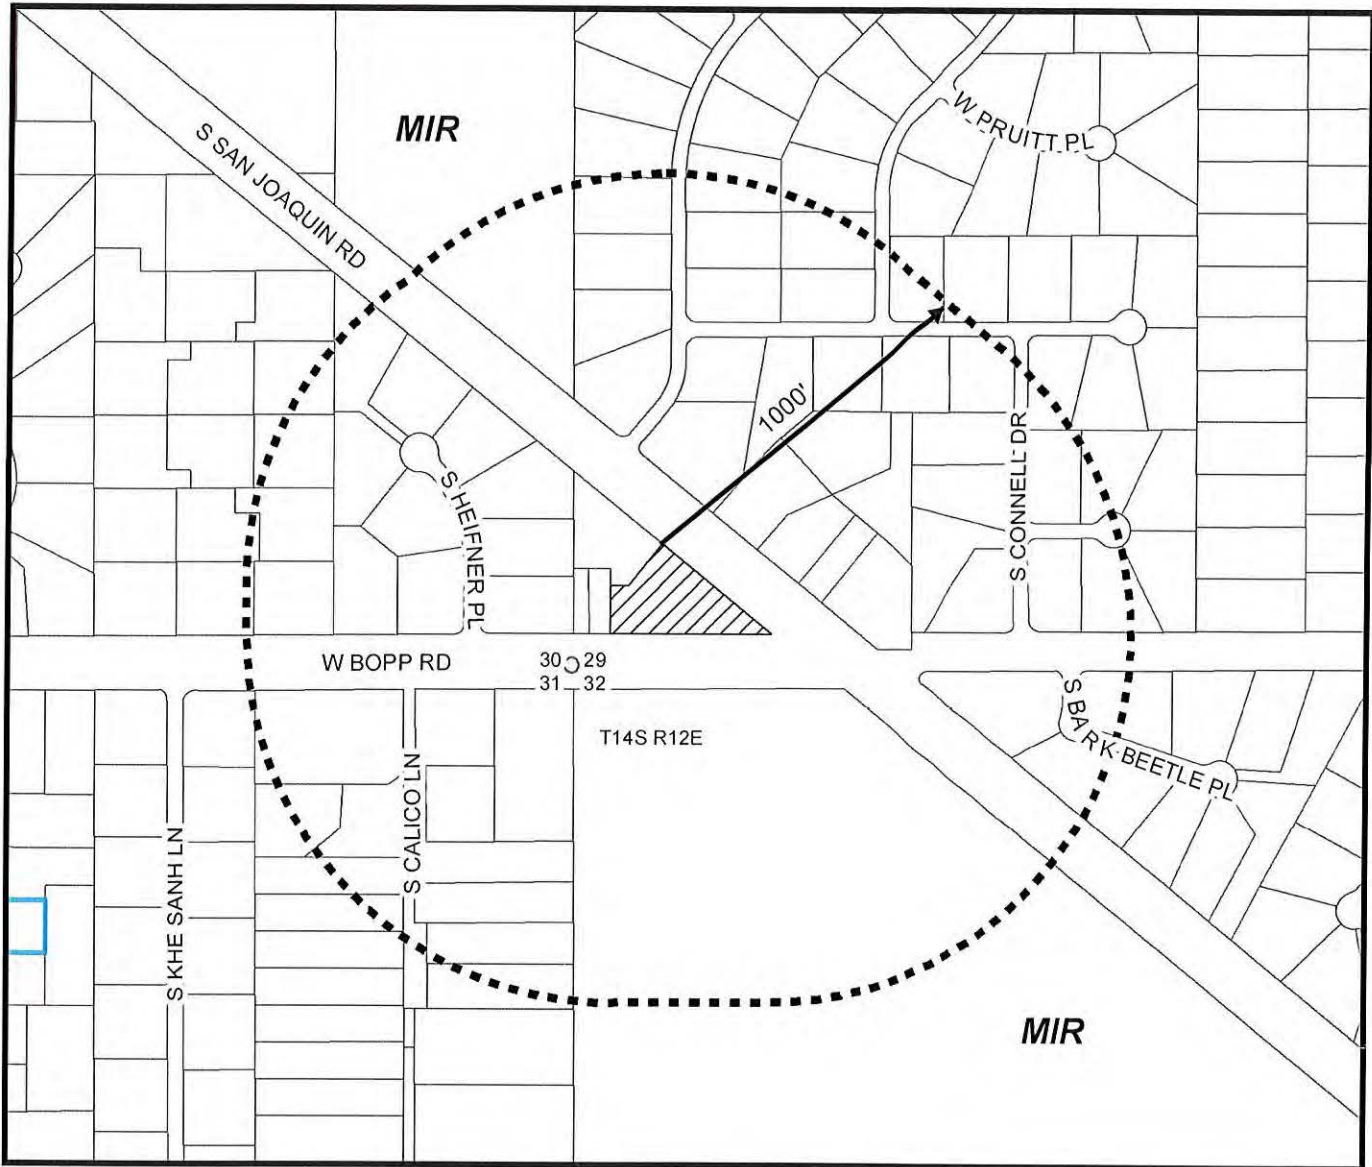 MIR
W PRUITT PL
S SAN JOAQUIN RD
1000'
S HEIFNER PL
S CONNELL DR
W BOPP RD
30 29
31 32
T14S R12E
S BARK BEETLE PL
S CALICO LN
S KHE SANH LN
MIR